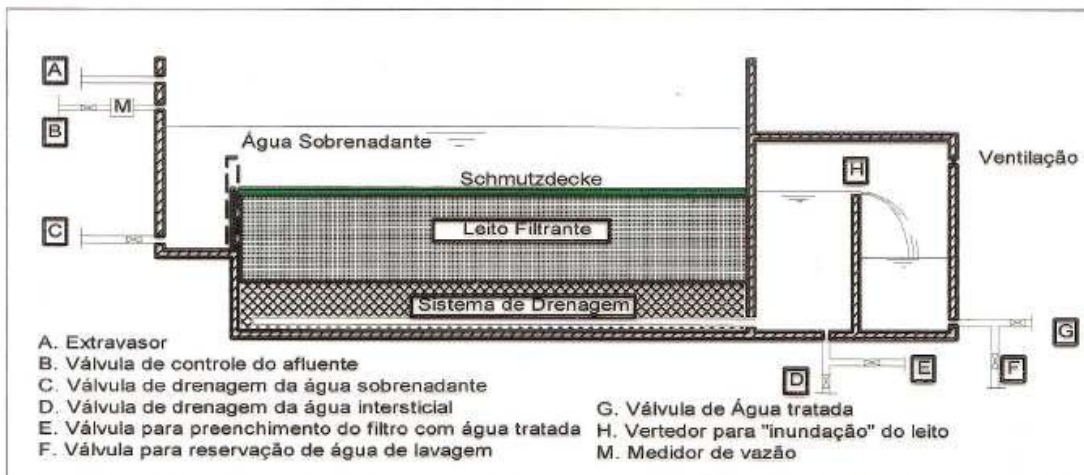 A
M
B
Água Sobrenadante
Schmutzdecke
H
Ventilação
C
Leito Filtrante
Sistema de Drenagem
G
D
E
F
A. Extravasor
B. Válvula de controle do afluente
C. Válvula de drenagem da água sobrenadante
D. Válvula de drenagem da água intersticial
E. Válvula para preenchimento do filtro com água tratada
F. Válvula para reservação de água de lavagem
G. Válvula de Água tratada
H. Vertedor para "inundação" do leito
M. Medidor de vazão